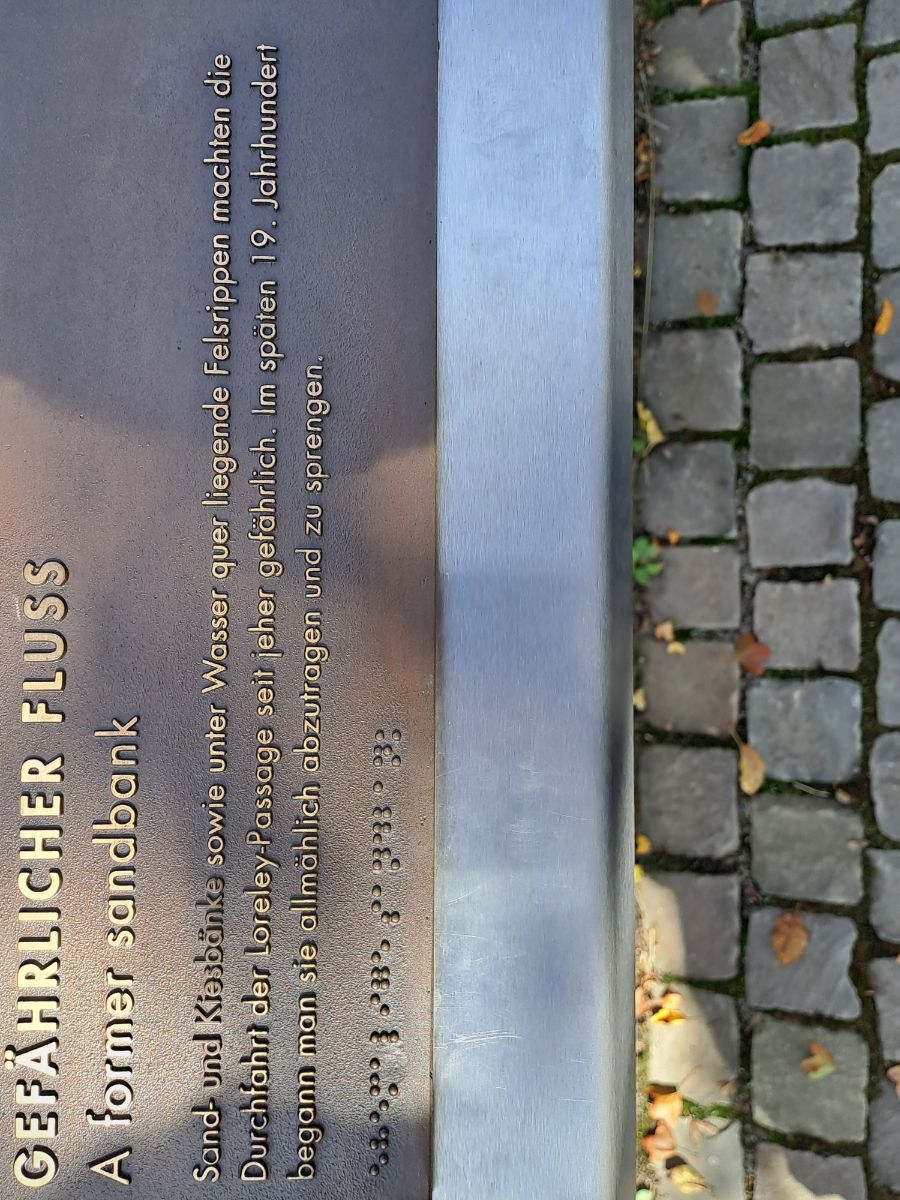 GEFÄHRLICHER FLUSS
A former sandbank
Sand- und Kiesbänke sowie unter Wasser quer liegende Felsrippen machten die
Durchfahrt der Loreley-Passage seit jeher gefährlich. Im späten 19. Jahrhundert
begann man sie allmählich abzutragen und zu sprengen.